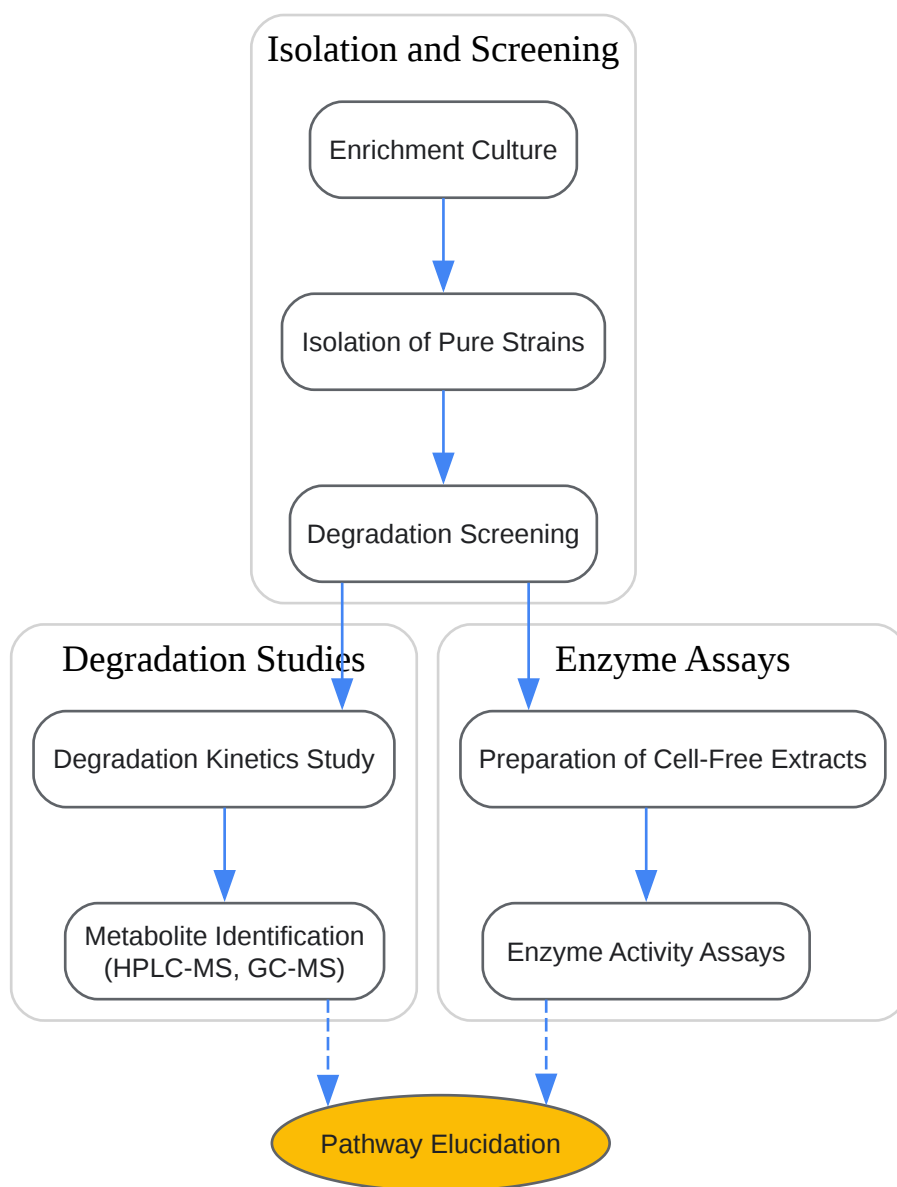 Isolation and Screening
Enrichment Culture
Isolation of Pure Strains
Degradation Screening
Degradation Studies
Degradation Kinetics Study
Metabolite Identification
(HPLC-MS, GC-MS)
Enzyme Assays
Preparation of Cell-Free Extracts
Enzyme Activity Assays
Pathway Elucidation